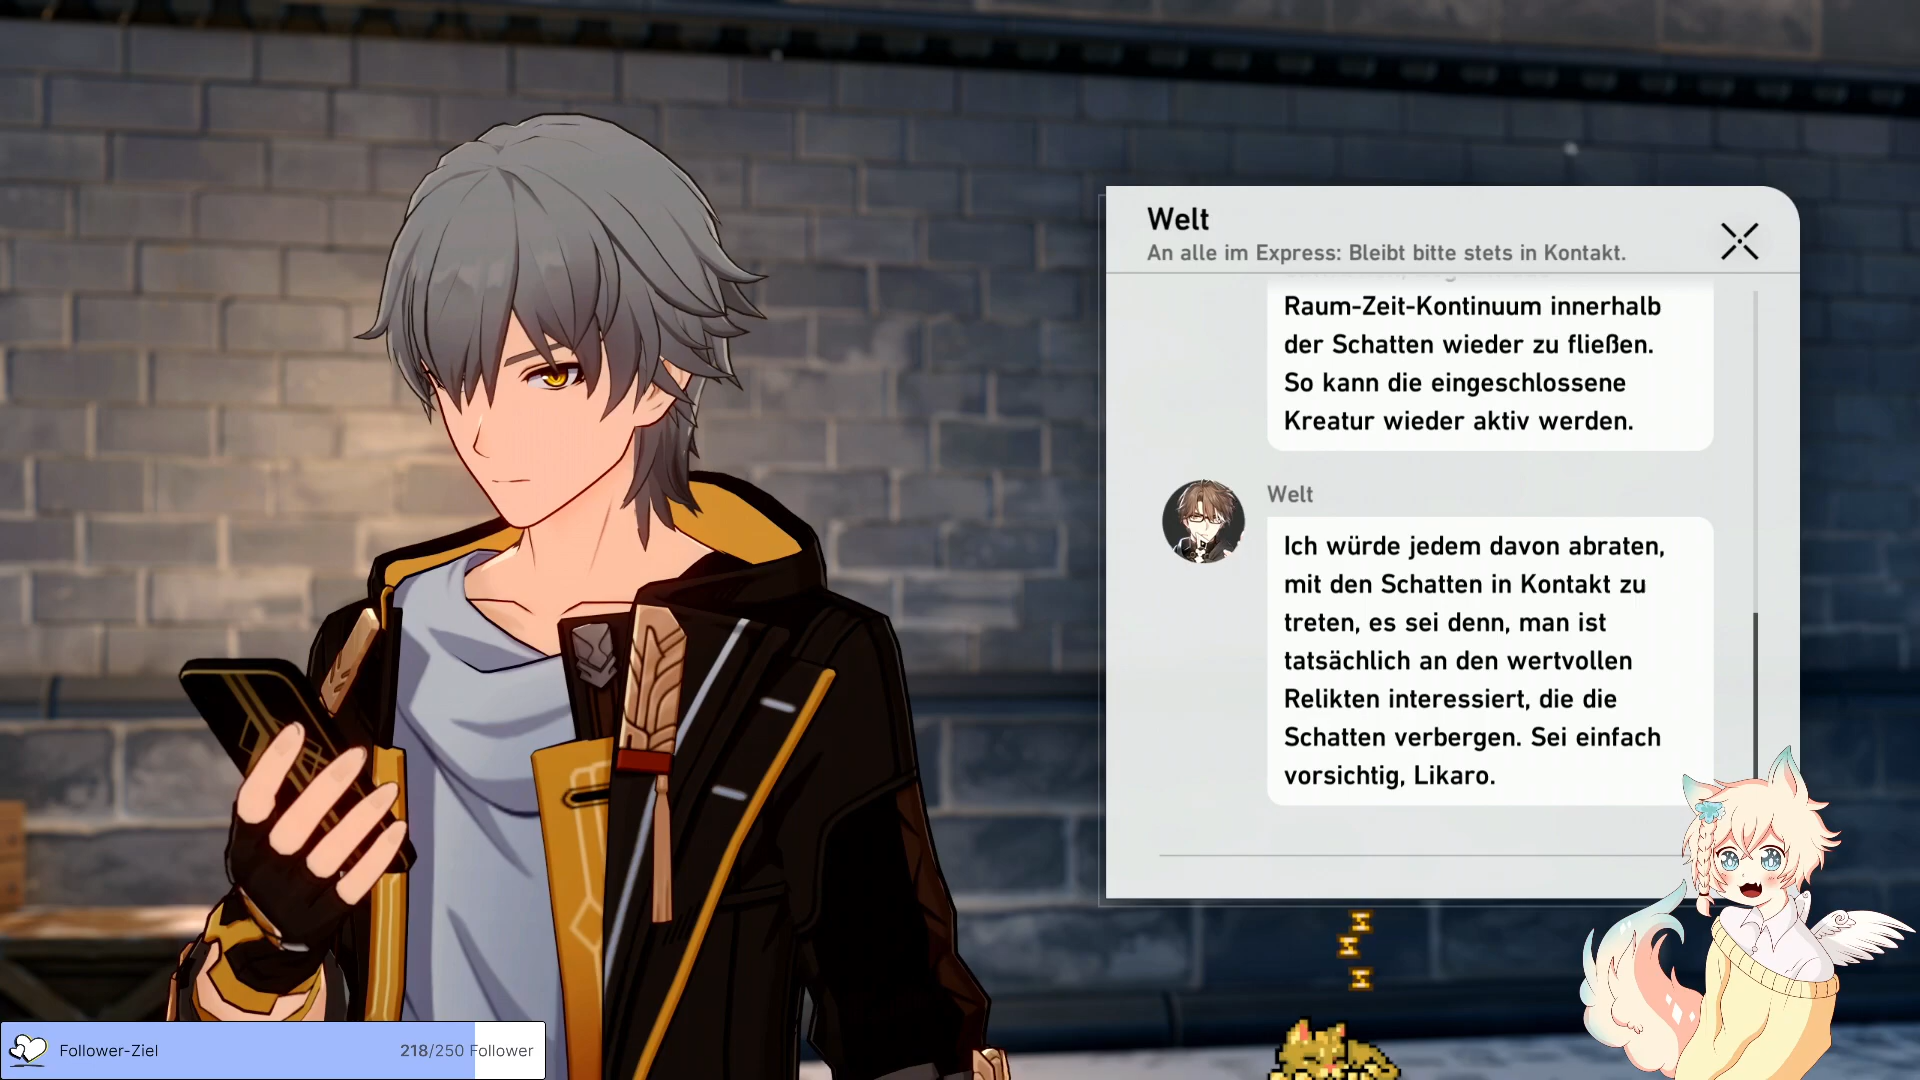 Welt
An alle im Express: Bleibt bitte stets in Kontakt.
Raum-Zeit-Kontinuum innerhalb
der Schatten wieder zu fließen.
So kann die eingeschlossene
Kreatur wieder aktiv werden.
Welt
Ich würde jedem davon abraten,
mit den Schatten in Kontakt zu
treten, es sei denn, man ist
tatsächlich an den wertvollen
Relikten interessiert, die die
Schatten verbergen. Sei einfach
vorsichtig, Likaro.
Follower-Ziel
218/250 Follower